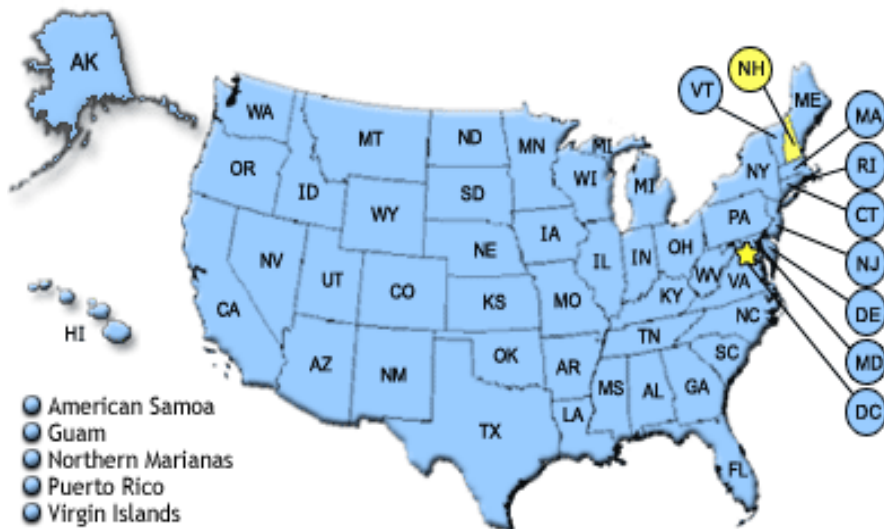 AK
NH
VT
ME
WA
MT
ND
MN
MI
MA
OR
ID
SD
WI
MI
NY
RI
WY
CT
IA
PA
NE
NV
UT
CO
IL
IN
OH
NJ
WV
VA
CA
KS
MO
KY
DE
HI
NC
TN
AZ
NM
OK
AR
SC
MD
MS
AL
GA
DC
TX
LA
FL
American Samoa
Guam
Northern Marianas
Puerto Rico
Virgin Islands